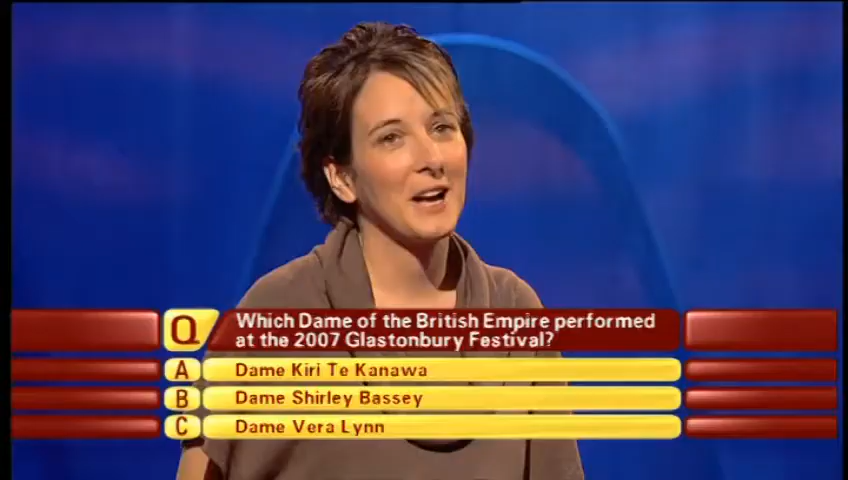 Q Which Dame of the British Empire performed
at the 2007 Glastonbury Festival?
A Dame Kiri Te Kanawa
B Dame Shirley Bassey
C Dame Vera Lynn